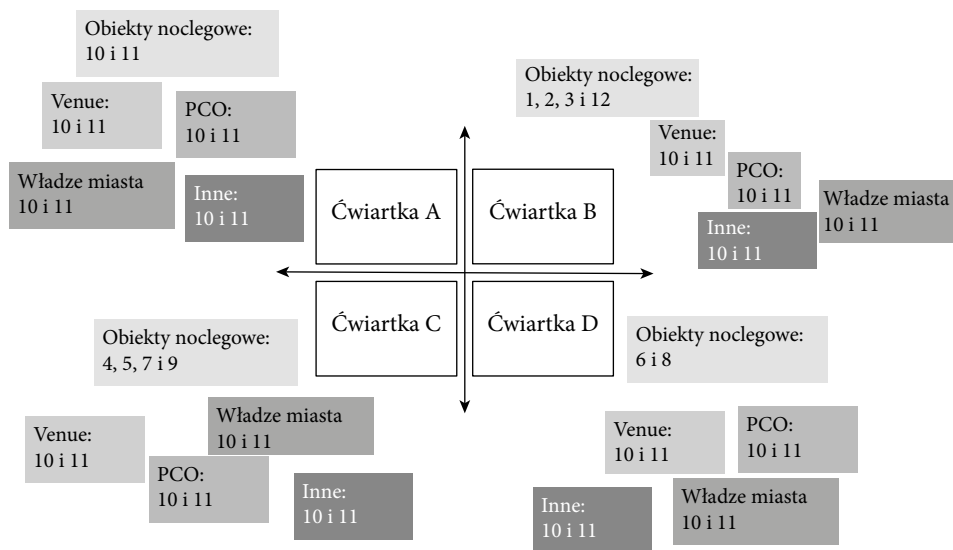 Obiekty noclegowe:
10 i 11
Venue:
10 i 11
PCO:
10 i 11
Władze miasta
10 i 11
Inne:
10 i 11
Obiekty noclegowe:
1, 2, 3 i 12
Venue:
10 i 11
PCO:
10 i 11
Władze miasta
10 i 11
Inne:
10 i 11
Ćwiartka A
Ćwiartka B
Ćwiartka C
Ćwiartka D
Obiekty noclegowe:
4, 5, 7 i 9
Władze miasta
10 i 11
Venue:
10 i 11
PCO:
10 i 11
Inne:
10 i 11
Obiekty noclegowe:
6 i 8
Venue:
10 i 11
PCO:
10 i 11
Inne:
10 i 11
Władze miasta
10 i 11